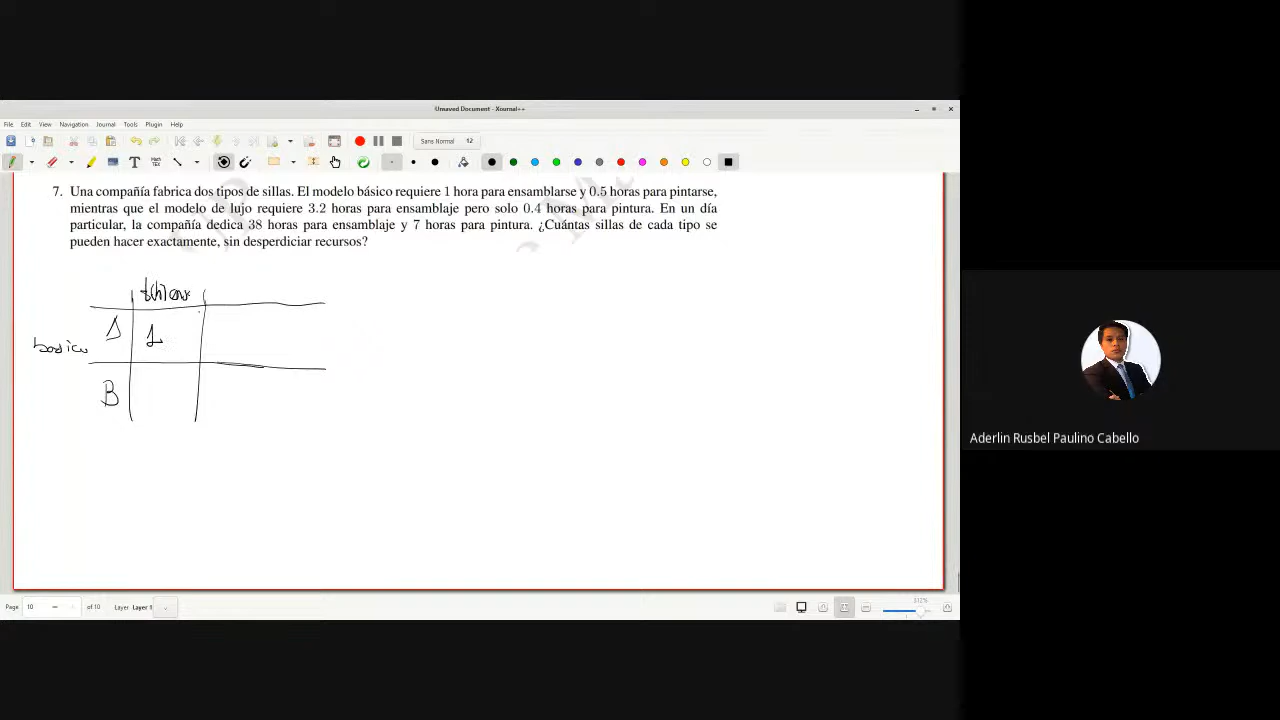 Unsaved Document - Xournal++
File Edit View Navigation Journal Tools Plugin Help
Sans Normal 12
7. Una compañía fabrica dos tipos de sillas. El modelo básico requiere 1 hora para ensamblarse y 0.5 horas para pintarse,
mientras que el modelo de lujo requiere 3.2 horas para ensamblaje pero solo 0.4 horas para pintura. En un día
particular, la compañía dedica 38 horas para ensamblaje y 7 horas para pintura. ¿Cuántas sillas de cada tipo se
pueden hacer exactamente, sin desperdiciar recursos?
A 1
basico
B
Aderlin Rusbel Paulino Cabello
Page 10 of 10 Layer Layer 1 312%